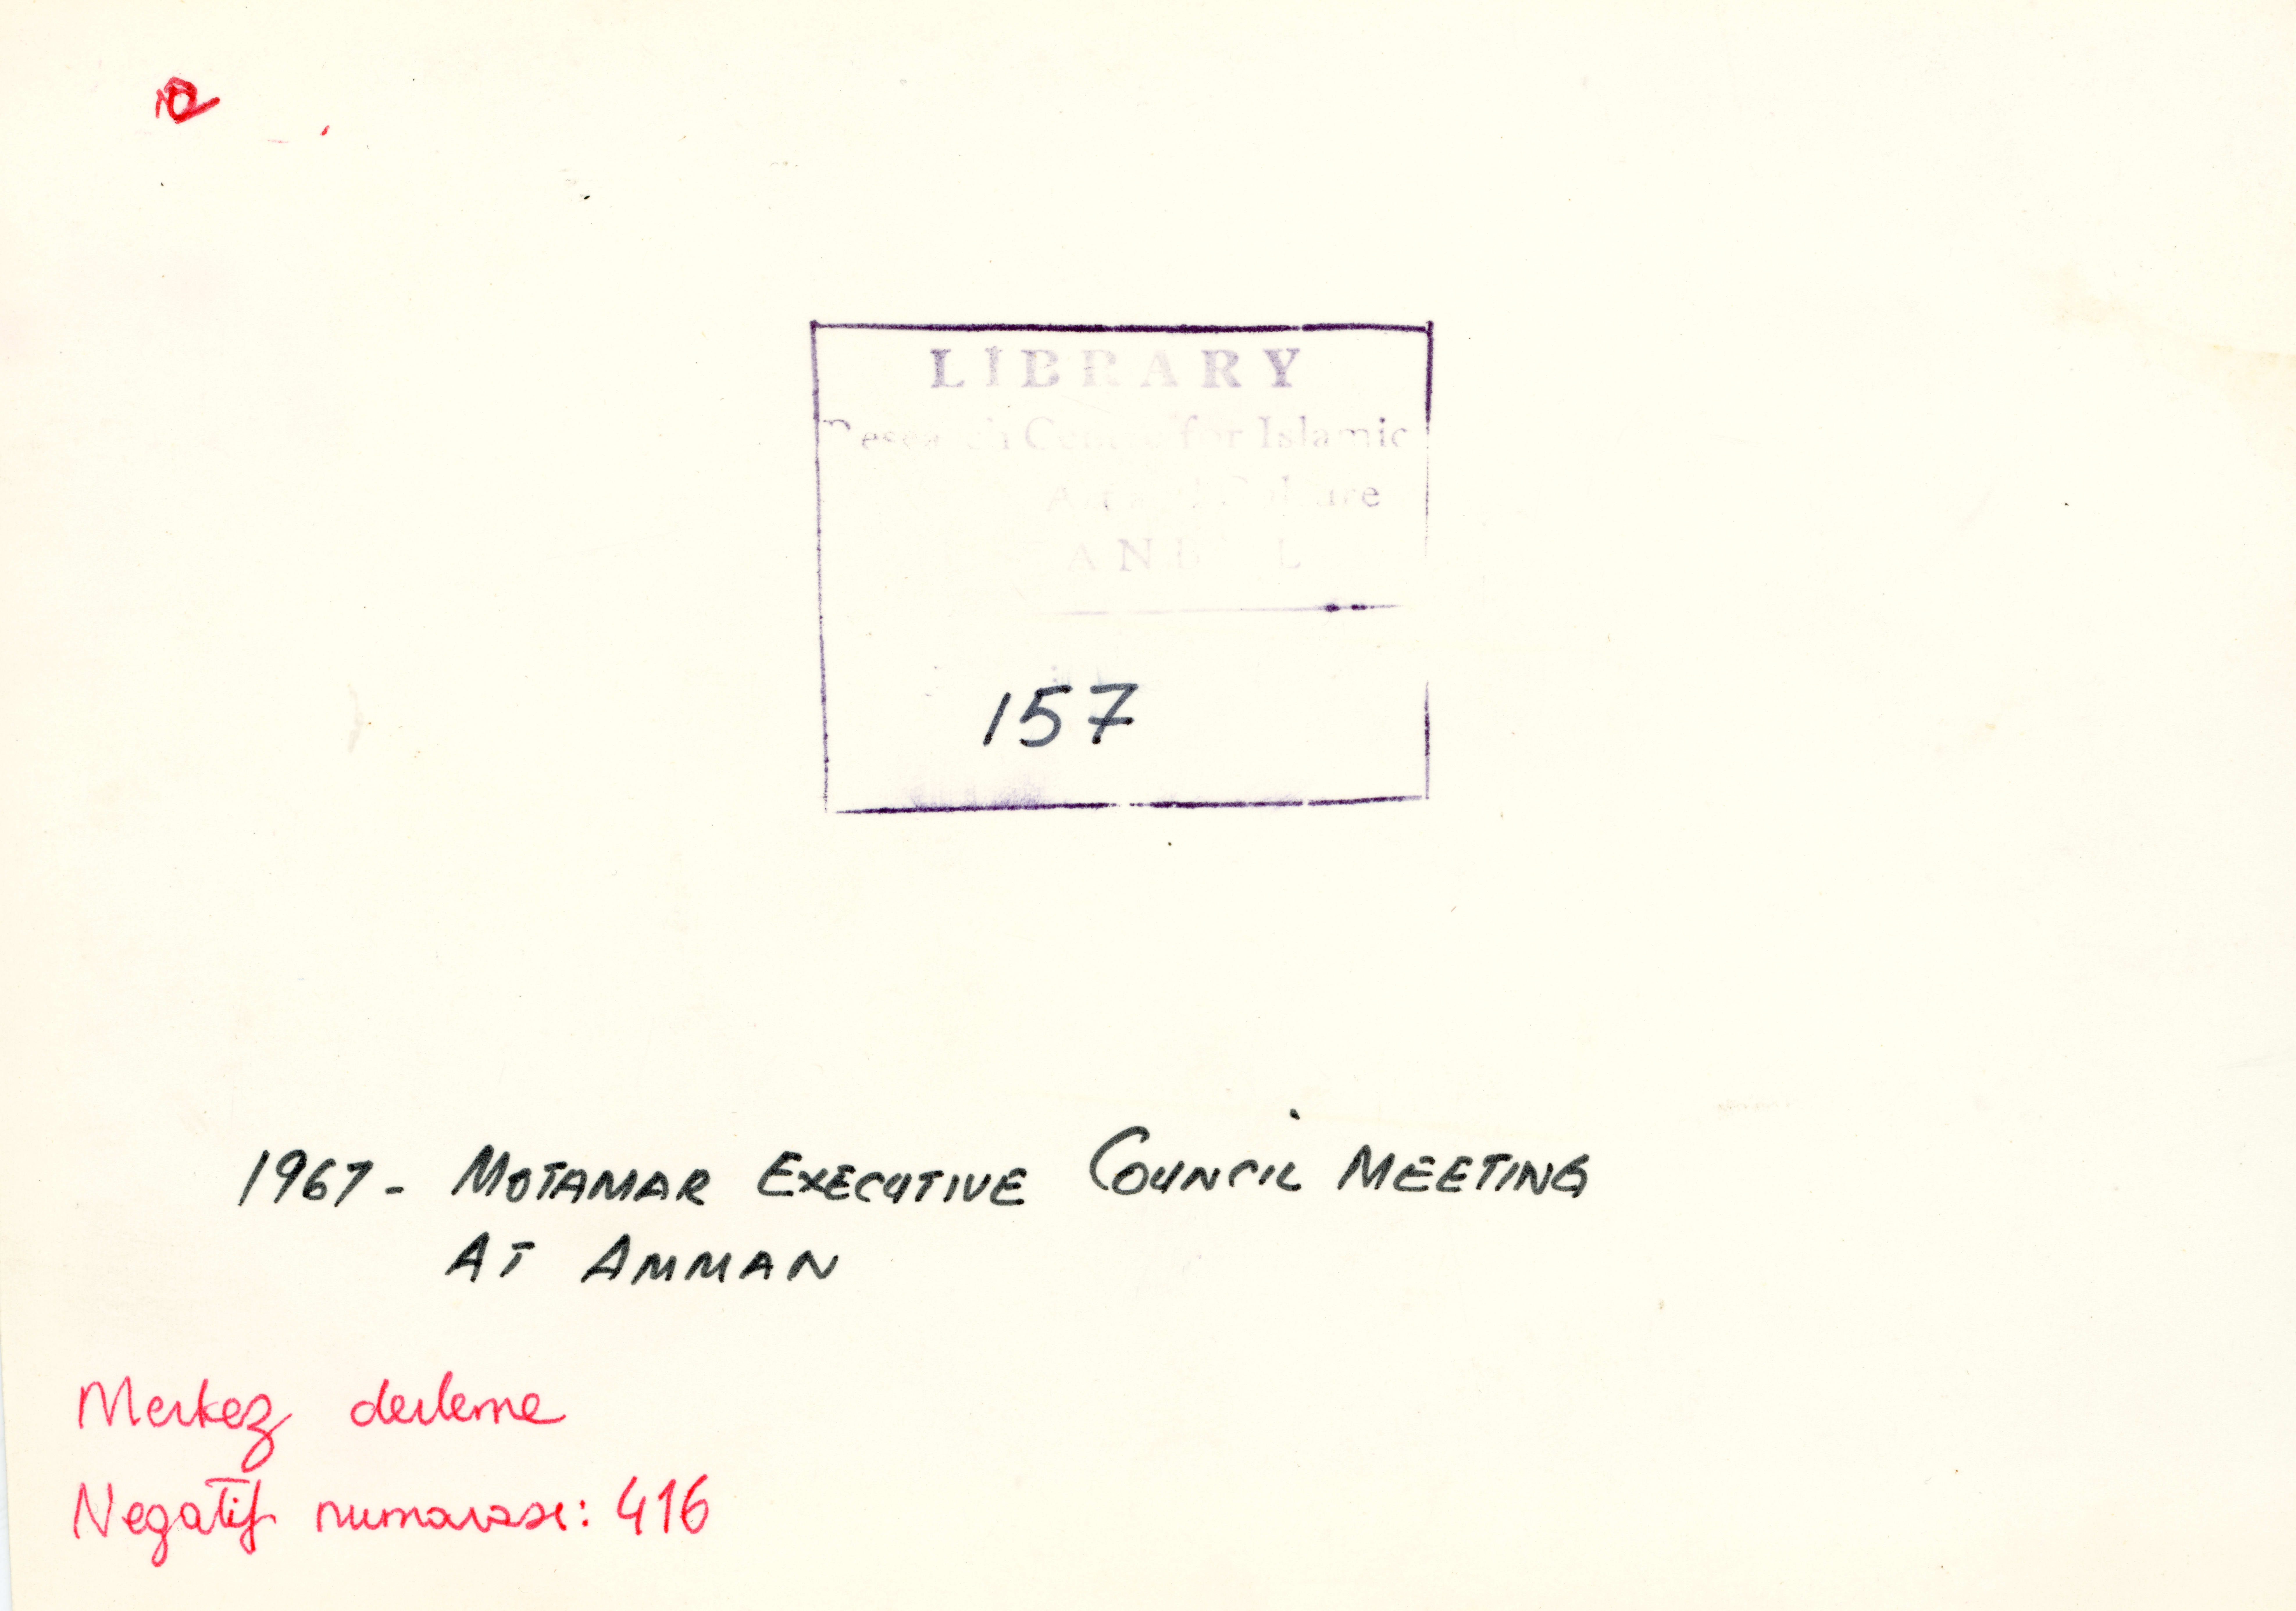 LIBRARY
Research Centre for Islamic
Art and Culture
157
1967 - MOTAMAR EXECUTIVE COUNCIL MEETING
AT AMMAN
Merkez derleme
Negatif numarası: 416